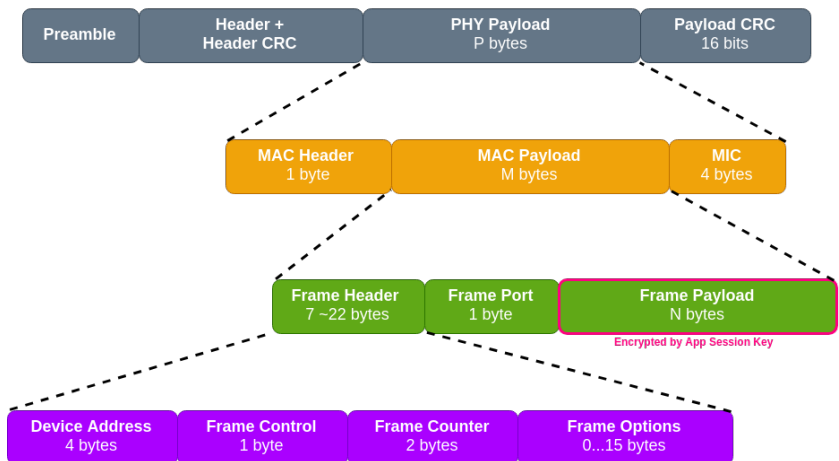 Preamble
Header +
Header CRC
PHY Payload
P bytes
Payload CRC
16 bits
MAC Header
1 byte
MAC Payload
M bytes
MIC
4 bytes
Frame Header
7 ~22 bytes
Frame Port
1 byte
Frame Payload
N bytes
Encrypted by App Session Key
Device Address
4 bytes
Frame Control
1 byte
Frame Counter
2 bytes
Frame Options
0...15 bytes